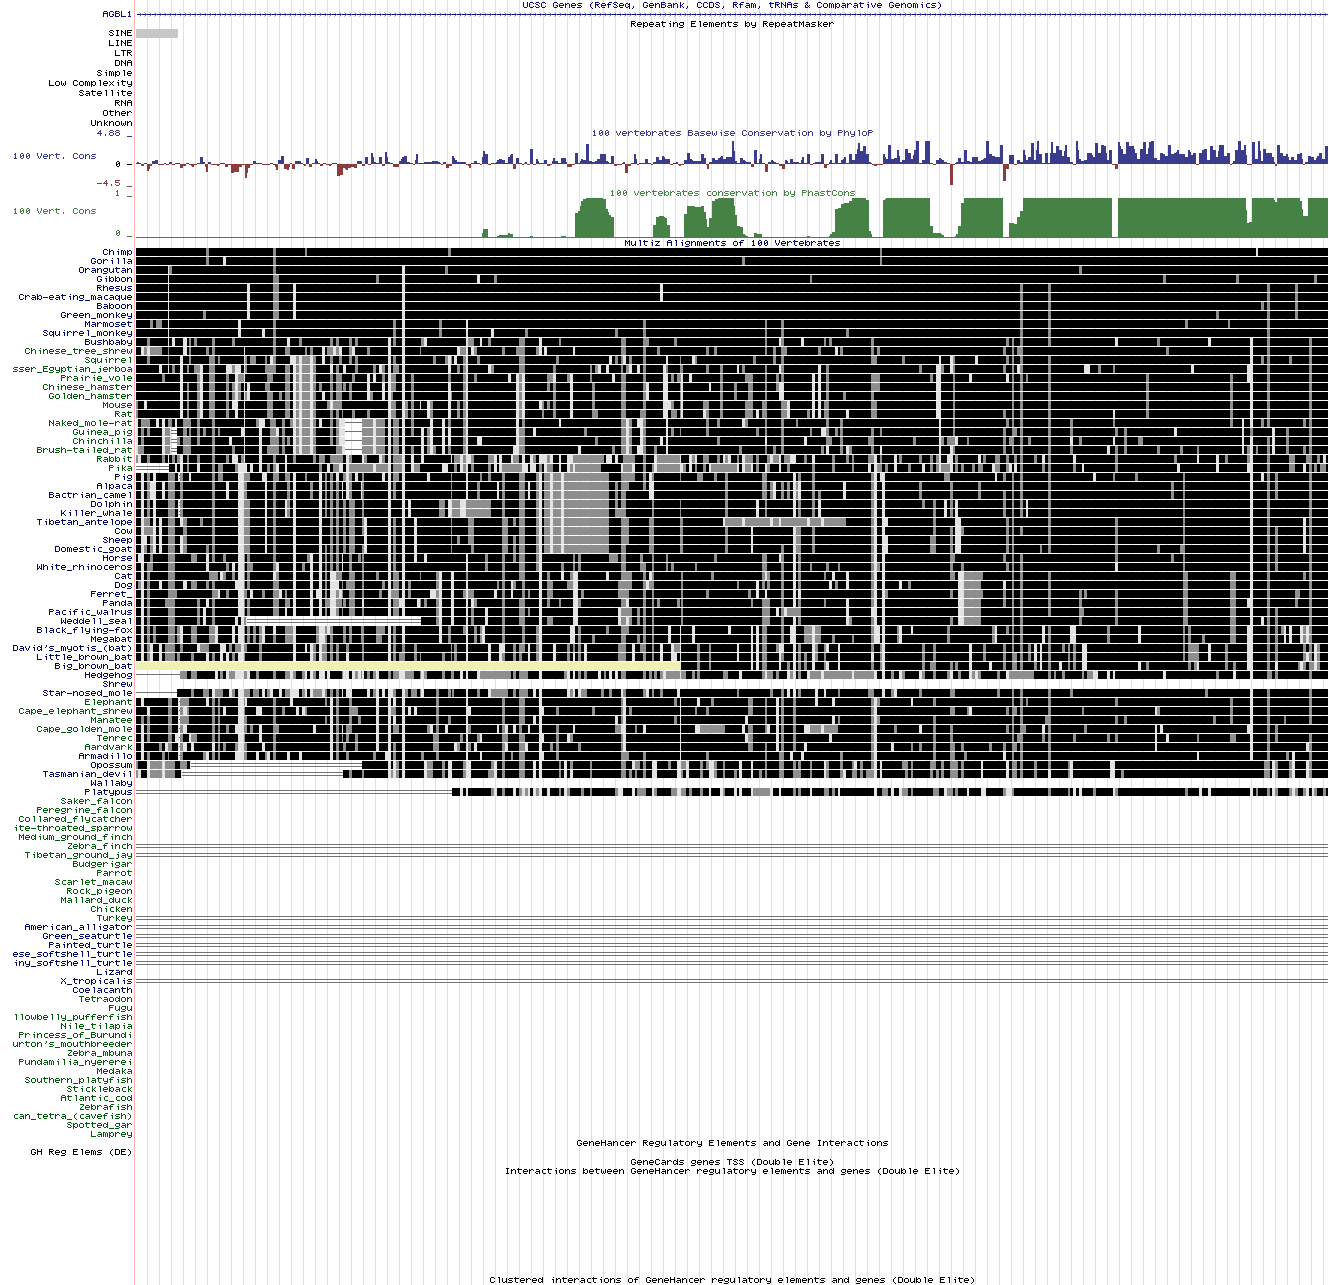 UCSC Genes (RefSeq, GenBank, CCDS, Rfam, tRNAs & Comparative Genomics)
AGBL1
Repeating Elements by RepeatMasker
SINE
LINE
LTR
DNA
Simple
Low Complexity
Satellite
RNA
Other
Unknown
4.88 _
100 vertebrates Basewise Conservation by PhyloP
100 Vert. Cons
0 _
-4.5 _
1 _
100 vertebrates conservation by PhastCons
100 Vert. Cons
0 _
Multiz Alignments of 100 Vertebrates
Chimp
Gorilla
Orangutan
Gibbon
Rhesus
Crab-eating_macaque
Baboon
Green_monkey
Marmoset
Squirrel_monkey
Bushbaby
Chinese_tree_shrew
Squirrel
sser_Egyptian_jerboa
Prairie_vole
Chinese_hamster
Golden_hamster
Mouse
Rat
Naked_mole-rat
Guinea_pig
Chinchilla
Brush-tailed_rat
Rabbit
Pika
Pig
Alpaca
Bactrian_camel
Dolphin
Killer_whale
Tibetan_antelope
Cow
Sheep
Domestic_goat
Horse
White_rhinoceros
Cat
Dog
Ferret_
Panda
Pacific_walrus
Weddell_seal
Black_flying-fox
Megabat
David's_myotis_(bat)
Little_brown_bat
Big_brown_bat
Hedgehog
Shrew
Star-nosed_mole
Elephant
Cape_elephant_shrew
Manatee
Cape_golden_mole
Tenrec
Aardvark
Armadillo
Opossum
Tasmanian_devil
Wallaby
Platypus
Saker_falcon
Peregrine_falcon
Collared_flycatcher
ite-throated_sparrow
Medium_ground_finch
Zebra_finch
Tibetan_ground_jay
Budgerigar
Parrot
Scarlet_macaw
Rock_pigeon
Mallard_duck
Chicken
Turkey
American_alligator
Green_seaturtle
Painted_turtle
ese_softshell_turtle
iny_softshell_turtle
Lizard
X_tropicalis
Coelacanth
Tetraodon
Fugu
llowbelly_pufferfish
Nile_tilapia
Princess_of_Burundi
urton's_mouthbreeder
Zebra_mbuna
Pundamilia_nyererei
Medaka
Southern_platyfish
Stickleback
Atlantic_cod
Zebrafish
can_tetra_(cavefish)
Spotted_gar
Lamprey
GeneHancer Regulatory Elements and Gene Interactions
GH Reg Elems (DE)
GeneCards genes TSS (Double Elite)
Interactions between GeneHancer regulatory elements and genes (Double Elite)
Clustered interactions of GeneHancer regulatory elements and genes (Double Elite)